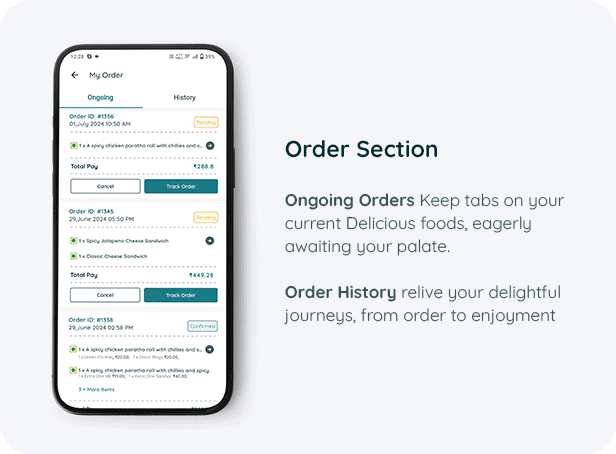 12:28
39%
My Order
Ongoing History
Order ID: #1356
01,July 2024 10:50 AM
Pending
1 x A spicy chicken paratha roll with chillies and s...
Total Pay ₹288.8
Cancel Track Order
Order ID: #1345
29,June 2024 05:50 PM
Pending
1 x Spicy Jalapeno Cheese Sandwich
1 x Classic Cheese Sandwich
Total Pay ₹449.28
Cancel Track Order
Order ID: #1338
29,June 2024 02:58 PM
Confirmed
1 x A spicy chicken paratha roll with chillies and s...
1 x Green Chutney ₹20.00, 1 x Onion Rings ₹20.00,
1 x A spicy chicken paratha roll with chillies and spicy
1 x Extra One Sambar ₹40.00,
3 + More Items
Order Section
Ongoing Orders Keep tabs on your
current Delicious foods, eagerly
awaiting your palate.
Order History relive your delightful
journeys, from order to enjoyment